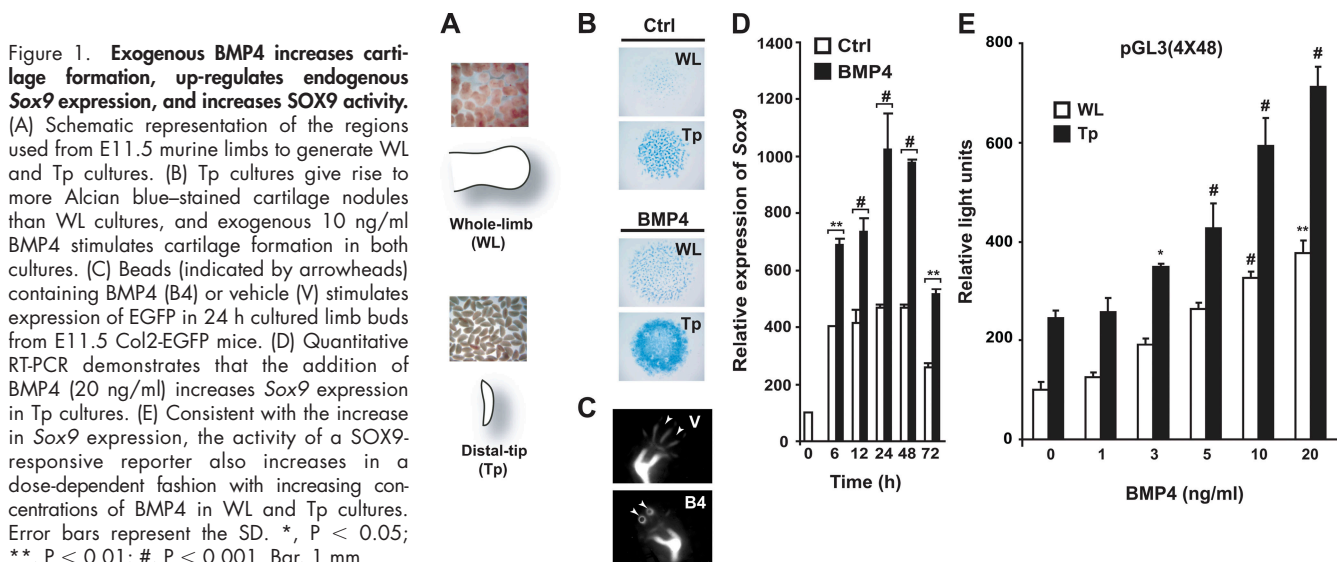 Figure 1. Exogenous BMP4 increases carti-
lage formation, up-regulates endogenous
Sox9 expression, and increases SOX9 activity.
(A) Schematic representation of the regions
used from E11.5 murine limbs to generate WL
and Tp cultures. (B) Tp cultures give rise to
more Alcian blue–stained cartilage nodules
than WL cultures, and exogenous 10 ng/ml
BMP4 stimulates cartilage formation in both
cultures. (C) Beads (indicated by arrowheads)
containing BMP4 (B4) or vehicle (V) stimulates
expression of EGFP in 24 h cultured limb buds
from E11.5 Col2-EGFP mice. (D) Quantitative
RT-PCR demonstrates that the addition of
BMP4 (20 ng/ml) increases Sox9 expression
in Tp cultures. (E) Consistent with the increase
in Sox9 expression, the activity of a SOX9-
responsive reporter also increases in a
dose-dependent fashion with increasing con-
centrations of BMP4 in WL and Tp cultures.
Error bars represent the SD. *, P < 0.05;
**, P < 0.01; #, P < 0.001. Bar, 1 mm.
A
Whole-limb
(WL)
Distal-tip
(Tp)
B
Ctrl
WL
Tp
BMP4
WL
Tp
C
V
B4
D
Relative expression of Sox9
1400
1200
1000
800
600
400
200
0
Ctrl
BMP4
**
#
#
#
**
0 6 12 24 48 72
Time (h)
E
pGL3(4X48)
Relative light units
800
600
400
200
0
WL
Tp
*
#
#
#
**
#
0 1 3 5 10 20
BMP4 (ng/ml)